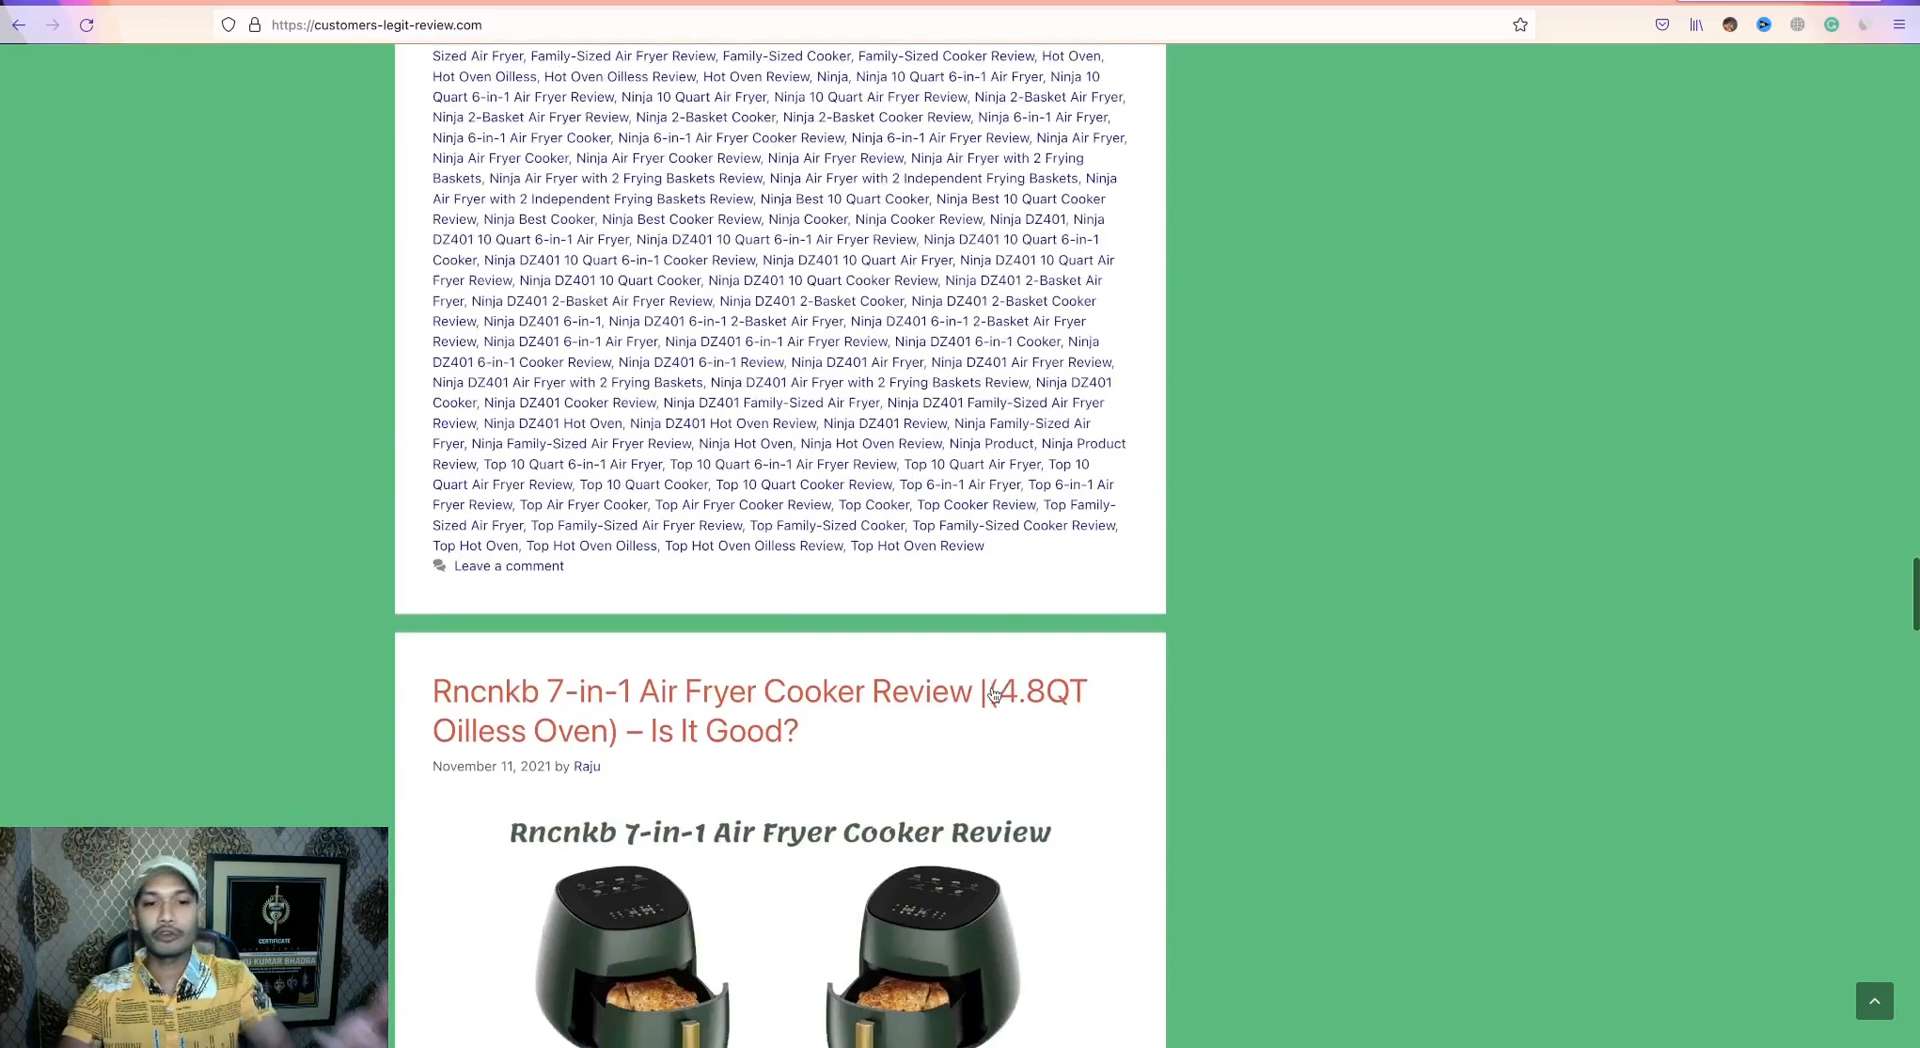 https://customers-legit-review.com
Sized Air Fryer, Family-Sized Air Fryer Review, Family-Sized Cooker, Family-Sized Cooker Review, Hot Oven,
Hot Oven Oilless, Hot Oven Oilless Review, Hot Oven Review, Ninja, Ninja 10 Quart 6-in-1 Air Fryer, Ninja 10
Quart 6-in-1 Air Fryer Review, Ninja 10 Quart Air Fryer, Ninja 10 Quart Air Fryer Review, Ninja 2-Basket Air Fryer,
Ninja 2-Basket Air Fryer Review, Ninja 2-Basket Cooker, Ninja 2-Basket Cooker Review, Ninja 6-in-1 Air Fryer,
Ninja 6-in-1 Air Fryer Cooker, Ninja 6-in-1 Air Fryer Cooker Review, Ninja 6-in-1 Air Fryer Review, Ninja Air Fryer,
Ninja Air Fryer Cooker, Ninja Air Fryer Cooker Review, Ninja Air Fryer Review, Ninja Air Fryer with 2 Frying
Baskets, Ninja Air Fryer with 2 Frying Baskets Review, Ninja Air Fryer with 2 Independent Frying Baskets, Ninja
Air Fryer with 2 Independent Frying Baskets Review, Ninja Best 10 Quart Cooker, Ninja Best 10 Quart Cooker
Review, Ninja Best Cooker, Ninja Best Cooker Review, Ninja Cooker, Ninja Cooker Review, Ninja DZ401, Ninja
DZ401 10 Quart 6-in-1 Air Fryer, Ninja DZ401 10 Quart 6-in-1 Air Fryer Review, Ninja DZ401 10 Quart 6-in-1
Cooker, Ninja DZ401 10 Quart 6-in-1 Cooker Review, Ninja DZ401 10 Quart Air Fryer, Ninja DZ401 10 Quart Air
Fryer Review, Ninja DZ401 10 Quart Cooker, Ninja DZ401 10 Quart Cooker Review, Ninja DZ401 2-Basket Air
Fryer, Ninja DZ401 2-Basket Air Fryer Review, Ninja DZ401 2-Basket Cooker, Ninja DZ401 2-Basket Cooker
Review, Ninja DZ401 6-in-1, Ninja DZ401 6-in-1 2-Basket Air Fryer, Ninja DZ401 6-in-1 2-Basket Air Fryer
Review, Ninja DZ401 6-in-1 Air Fryer, Ninja DZ401 6-in-1 Air Fryer Review, Ninja DZ401 6-in-1 Cooker, Ninja
DZ401 6-in-1 Cooker Review, Ninja DZ401 6-in-1 Review, Ninja DZ401 Air Fryer, Ninja DZ401 Air Fryer Review,
Ninja DZ401 Air Fryer with 2 Frying Baskets, Ninja DZ401 Air Fryer with 2 Frying Baskets Review, Ninja DZ401
Cooker, Ninja DZ401 Cooker Review, Ninja DZ401 Family-Sized Air Fryer, Ninja DZ401 Family-Sized Air Fryer
Review, Ninja DZ401 Hot Oven, Ninja DZ401 Hot Oven Review, Ninja DZ401 Review, Ninja Family-Sized Air
Fryer, Ninja Family-Sized Air Fryer Review, Ninja Hot Oven, Ninja Hot Oven Review, Ninja Product, Ninja Product
Review, Top 10 Quart 6-in-1 Air Fryer, Top 10 Quart 6-in-1 Air Fryer Review, Top 10 Quart Air Fryer, Top 10
Quart Air Fryer Review, Top 10 Quart Cooker, Top 10 Quart Cooker Review, Top 6-in-1 Air Fryer, Top 6-in-1 Air
Fryer Review, Top Air Fryer Cooker, Top Air Fryer Cooker Review, Top Cooker, Top Cooker Review, Top Family-
Sized Air Fryer, Top Family-Sized Air Fryer Review, Top Family-Sized Cooker, Top Family-Sized Cooker Review,
Top Hot Oven, Top Hot Oven Oilless, Top Hot Oven Oilless Review, Top Hot Oven Review
Leave a comment
Rncnkb 7-in-1 Air Fryer Cooker Review |(4.8QT
Oilless Oven) – Is It Good?
November 11, 2021 by Raju
Rncnkb 7-in-1 Air Fryer Cooker Review
CERTIFICATE
KUMAR BHADRA